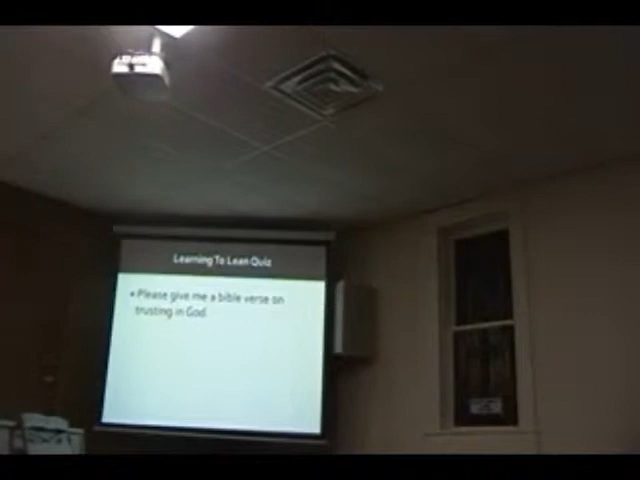 Learning To Lean Quiz
• Please give me a bible verse on
trusting in God.